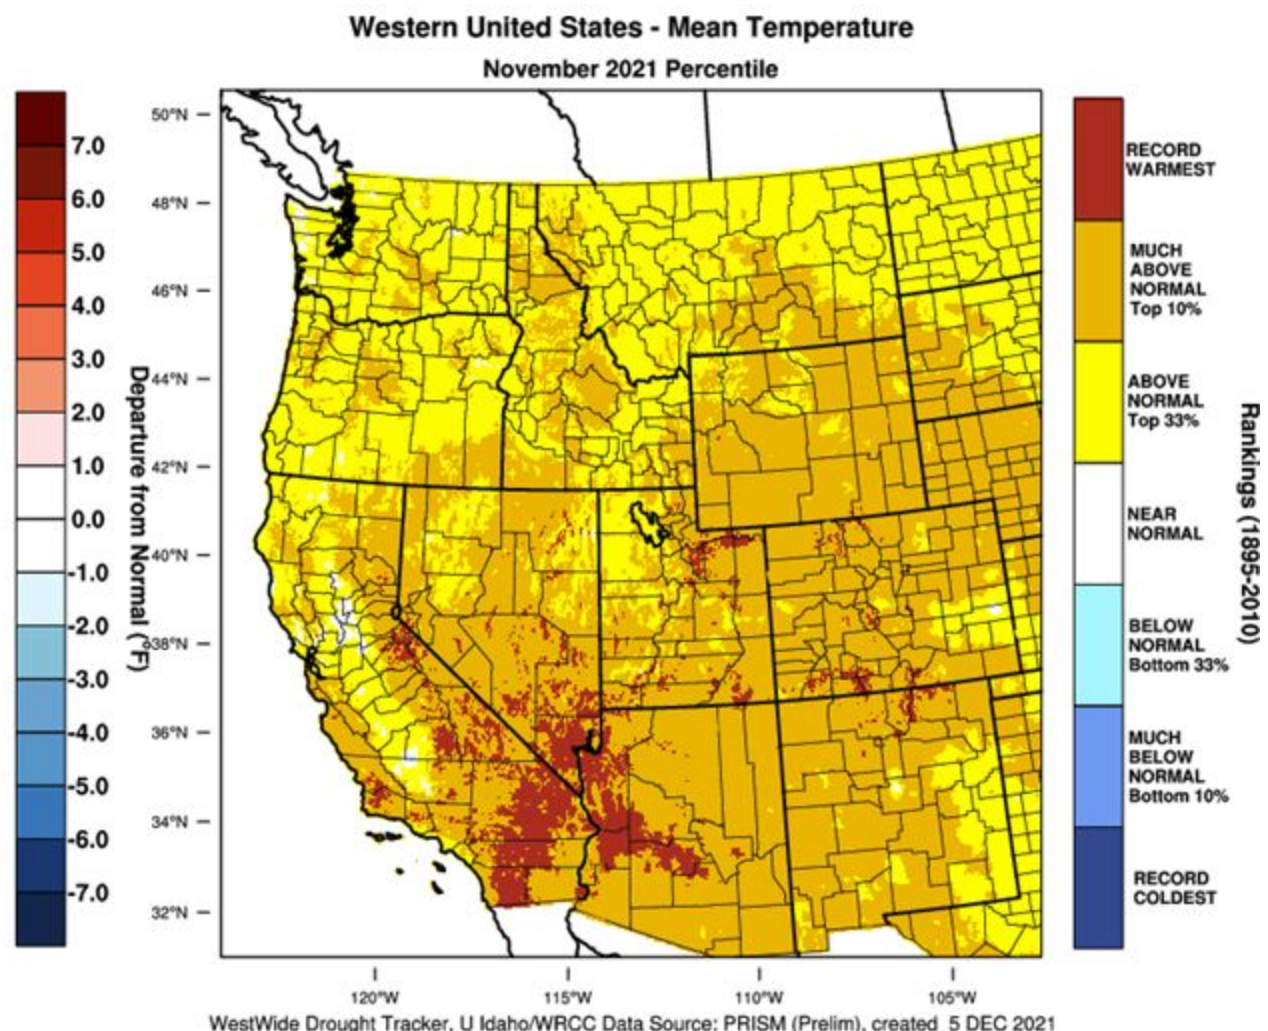 Western United States - Mean Temperature
November 2021 Percentile
7.0
6.0
5.0
4.0
3.0
2.0
1.0
0.0
-1.0
-2.0
-3.0
-4.0
-5.0
-6.0
-7.0
Departure from Normal (°F)
50°N
48°N
46°N
44°N
42°N
40°N
38°N
36°N
34°N
32°N
120°W
115°W
110°W
105°W
RECORD
WARMEST
MUCH
ABOVE
NORMAL
Top 10%
ABOVE
NORMAL
Top 33%
NEAR
NORMAL
BELOW
NORMAL
Bottom 33%
MUCH
BELOW
NORMAL
Bottom 10%
RECORD
COLDEST
Rankings (1895-2010)
WestWide Drought Tracker, U Idaho/WRCC Data Source: PRISM (Prelim), created 5 DEC 2021